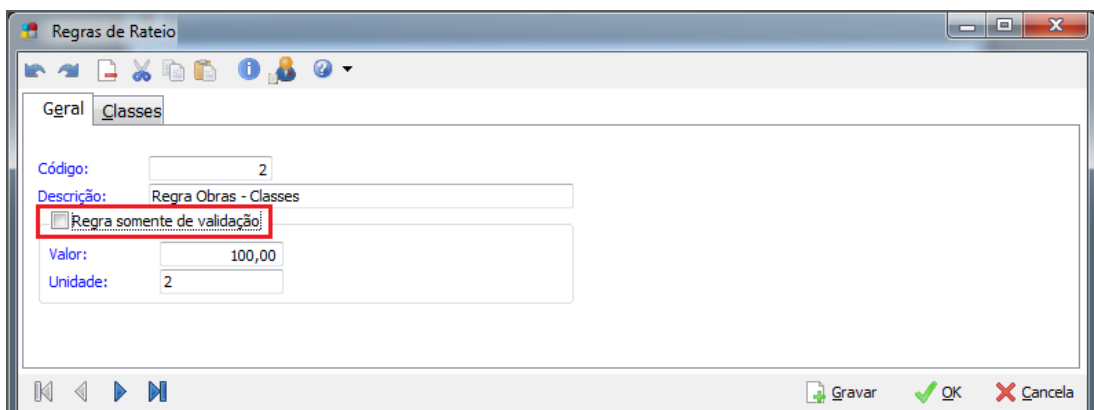 Regras de Rateio
Geral Classes
Código: 2
Descrição: Regra Obras - Classes
Regra somente de validação
Valor: 100,00
Unidade: 2
Gravar OK Cancela